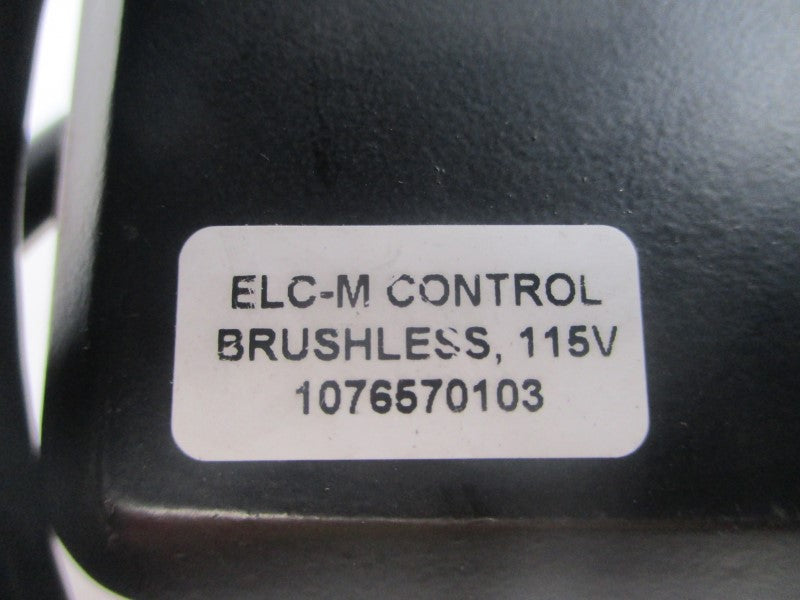 ELC-M CONTROL
BRUSHLESS, 115V
1076570103